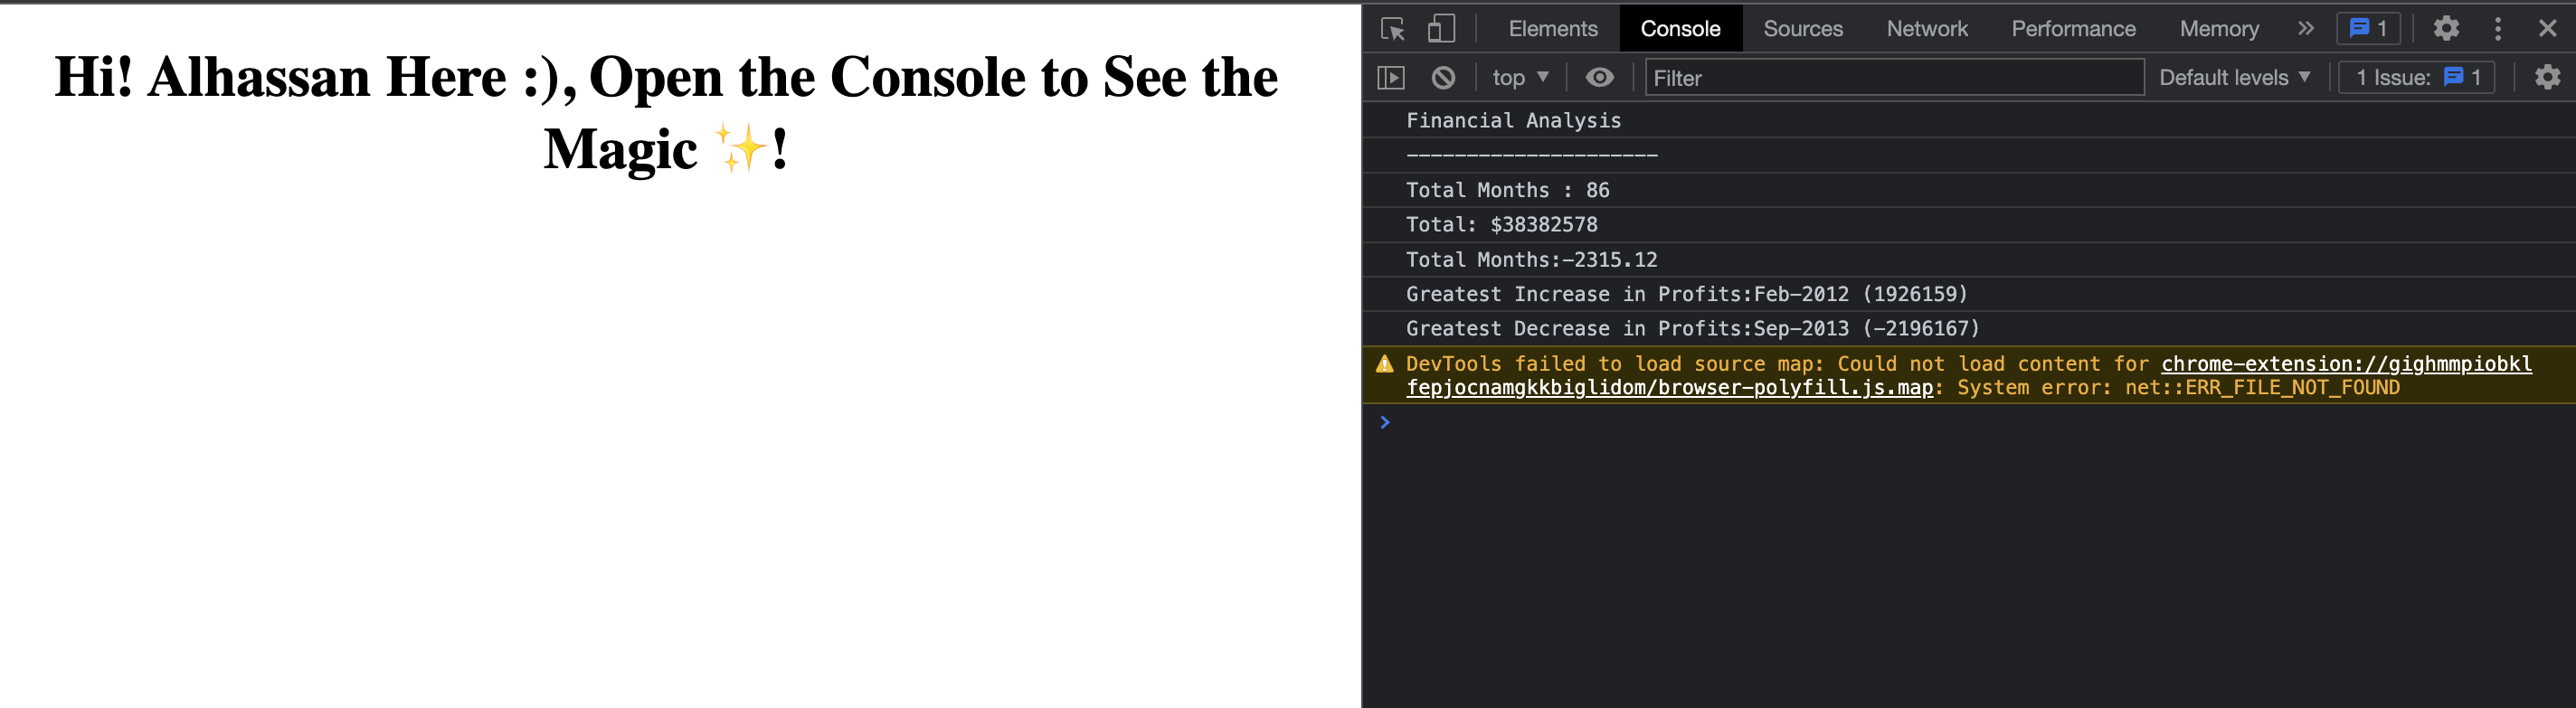 Hi! Alhassan Here :), Open the Console to See the
Magic ✨!
Elements Console Sources Network Performance Memory » 1
top ▼ Filter Default levels ▼ 1 Issue: 1
Financial Analysis
---------------------
Total Months : 86
Total: $38382578
Total Months:-2315.12
Greatest Increase in Profits:Feb-2012 (1926159)
Greatest Decrease in Profits:Sep-2013 (-2196167)
DevTools failed to load source map: Could not load content for chrome-extension://gighmmpiobkl
fepjocnamgkkbiglidom/browser-polyfill.js.map: System error: net::ERR_FILE_NOT_FOUND